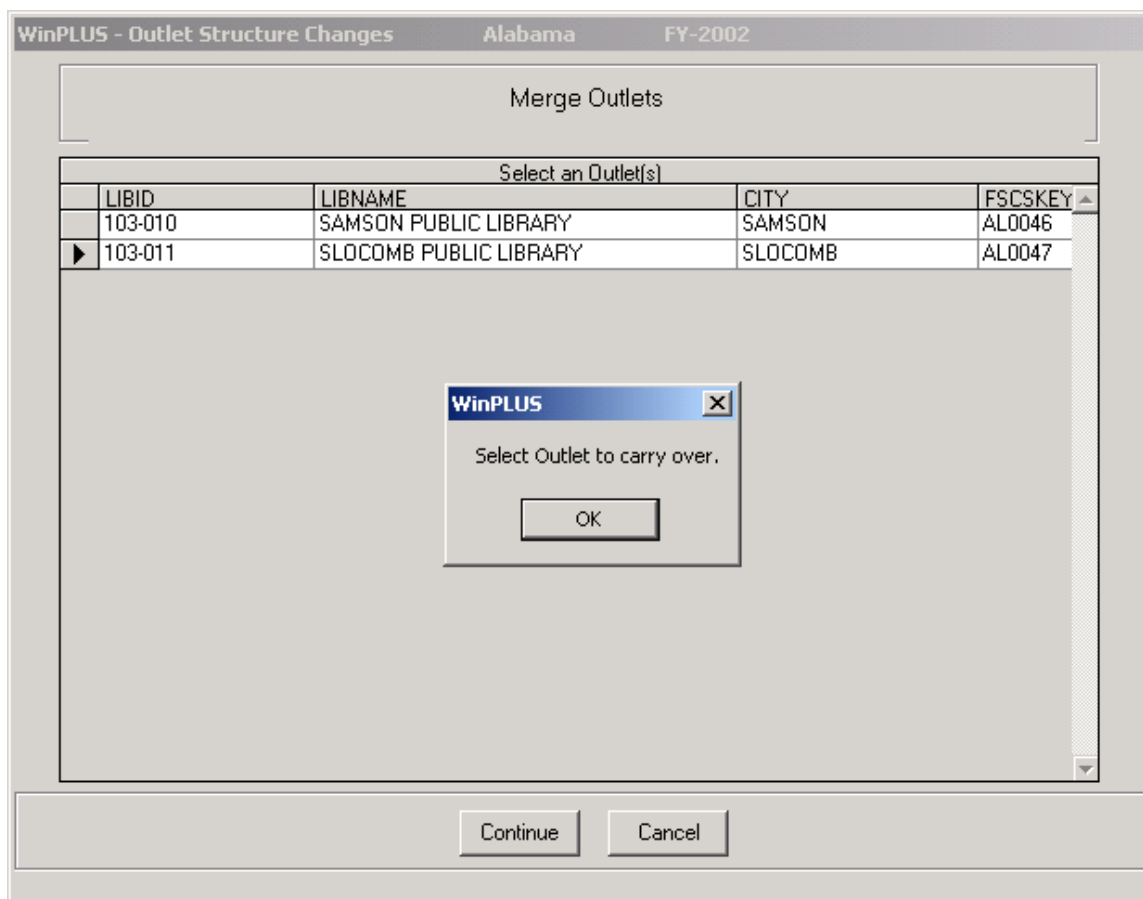 WinPLUS - Outlet Structure Changes Alabama FY-2002
Merge Outlets
Select an Outlet(s)
LIBID LIBNAME CITY FSCSKEY
103-010 SAMSON PUBLIC LIBRARY SAMSON AL0046
103-011 SLOCOMB PUBLIC LIBRARY SLOCOMB AL0047
WinPLUS
Select Outlet to carry over.
OK
Continue Cancel